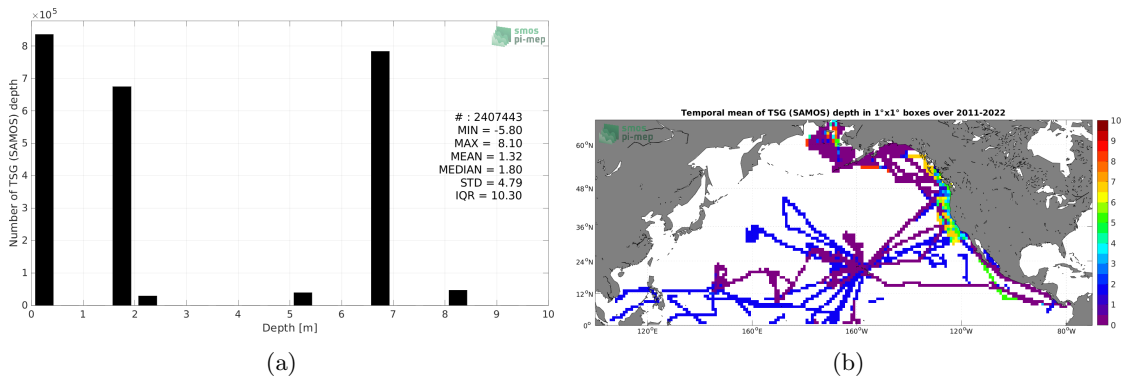 ×10⁵
smos
pi-mep
8
7
6
5
4
3
2
1
0
Number of TSG (SAMOS) depth
# : 2407443
MIN = -5.80
MAX = 8.10
MEAN = 1.32
MEDIAN = 1.80
STD = 4.79
IQR = 10.30
0 1 2 3 4 5 6 7 8 9 10
Depth [m]
(a)
Temporal mean of TSG (SAMOS) depth in 1°x1° boxes over 2011-2022
smos
pi-mep
60°N
48°N
36°N
24°N
12°N
0°
120°E 160°E 160°W 120°W 80°W
10
9
8
7
6
5
4
3
2
1
0
(b)